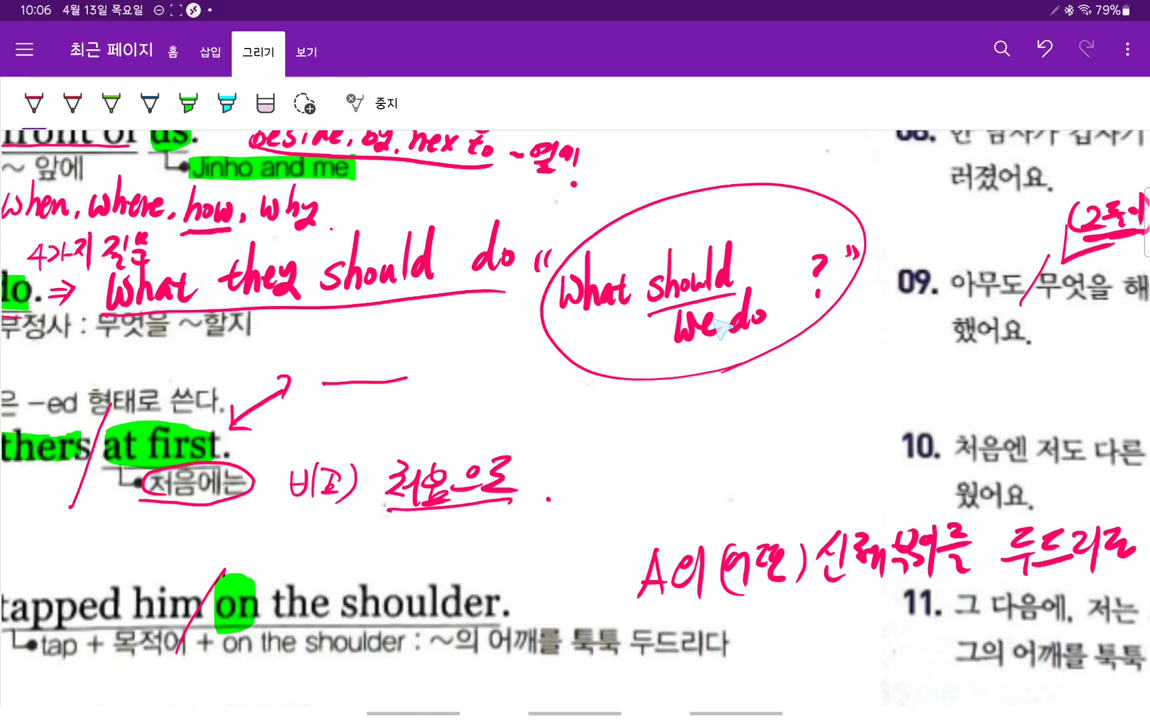 10:06 4월 13일 목요일 79%
최근 페이지 홈 삽입 그리기 보기
중지
front of us. beside, by, next to ~옆에
~ 앞에 Jinho and me
러졌어요.
when, where, how, why.
4가지 질문
do. ⇒ what they should do “what should we do ?”
부정사 : 무엇을 ~할지
09. 아무도 무엇을 해
했어요.
은 -ed 형태로 쓴다.
thers at first.
처음에는 비교) 처음으로.
10. 처음엔 저도 다른
웠어요.
A의 (어떤) 신체부위를 두드리다
tapped him on the shoulder.
tap + 목적어 + on the shoulder : ~의 어깨를 툭툭 두드리다
11. 그 다음에, 저는
그의 어깨를 툭툭